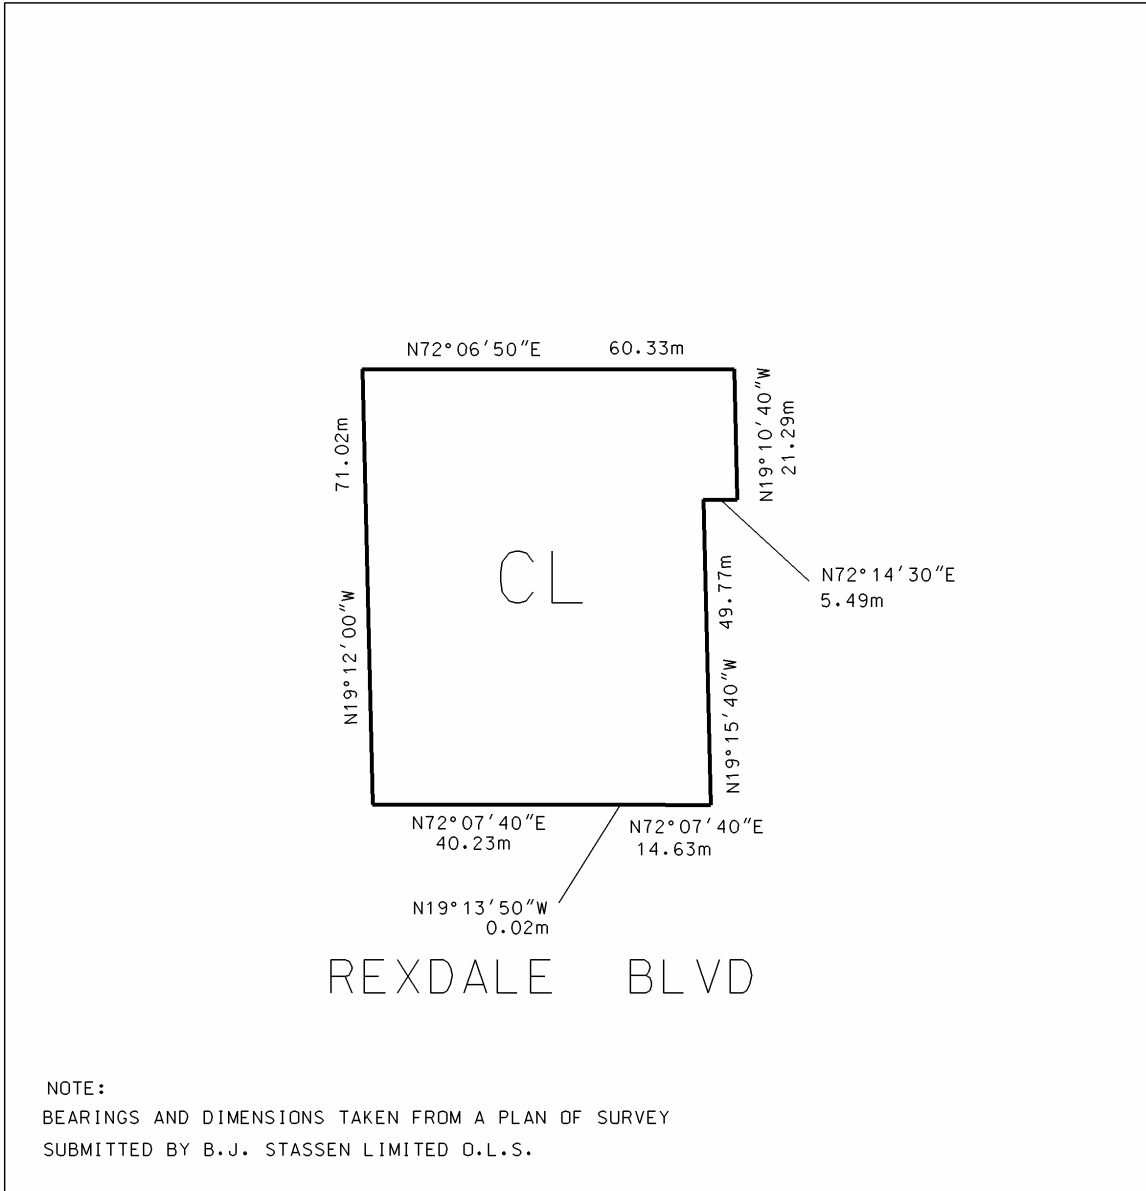 N72°06'50"E 60.33m
71.02m
N19°10'40"W
21.29m
N72°14'30"E
5.49m
CL
49.77m
N19°12'00"W
N19°15'40"W
N72°07'40"E
40.23m
N72°07'40"E
14.63m
N19°13'50"W
0.02m
REXDALE BLVD
NOTE:
BEARINGS AND DIMENSIONS TAKEN FROM A PLAN OF SURVEY
SUBMITTED BY B.J. STASSEN LIMITED O.L.S.